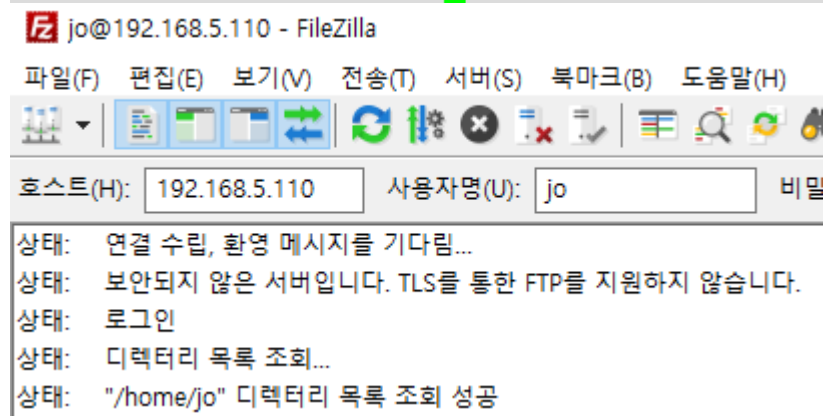 jo@192.168.5.110 - FileZilla
파일(F) 편집(E) 보기(V) 전송(T) 서버(S) 북마크(B) 도움말(H)
호스트(H): 192.168.5.110 사용자명(U): jo
상태: 연결 수립, 환영 메시지를 기다림...
상태: 보안되지 않은 서버입니다. TLS를 통한 FTP를 지원하지 않습니다.
상태: 로그인
상태: 디렉터리 목록 조회...
상태: "/home/jo" 디렉터리 목록 조회 성공